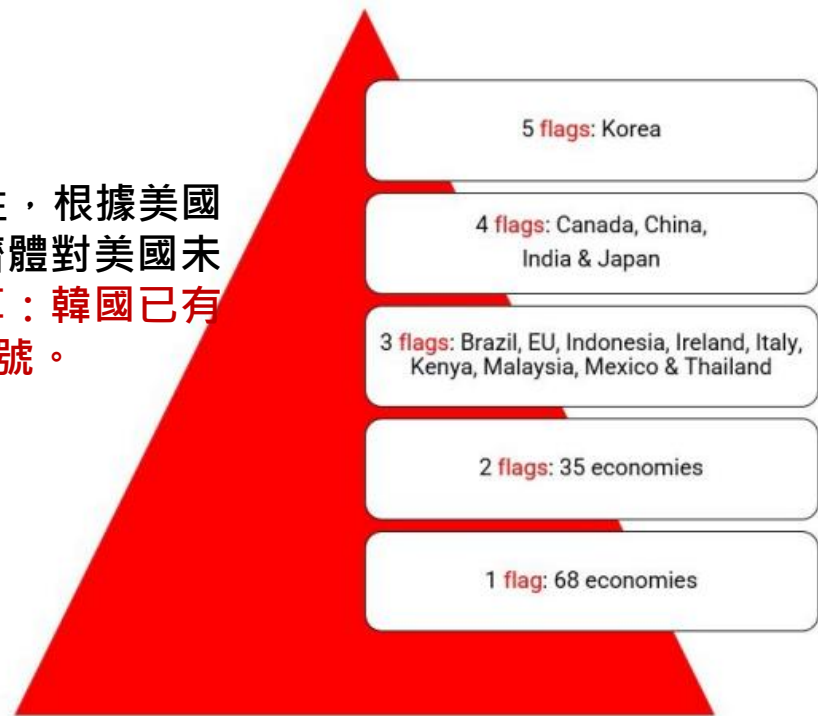 ，根據美國
體對美國未
：韓國已有
號。
5 flags: Korea
4 flags: Canada, China,
India & Japan
3 flags: Brazil, EU, Indonesia, Ireland, Italy,
Kenya, Malaysia, Mexico & Thailand
2 flags: 35 economies
1 flag: 68 economies